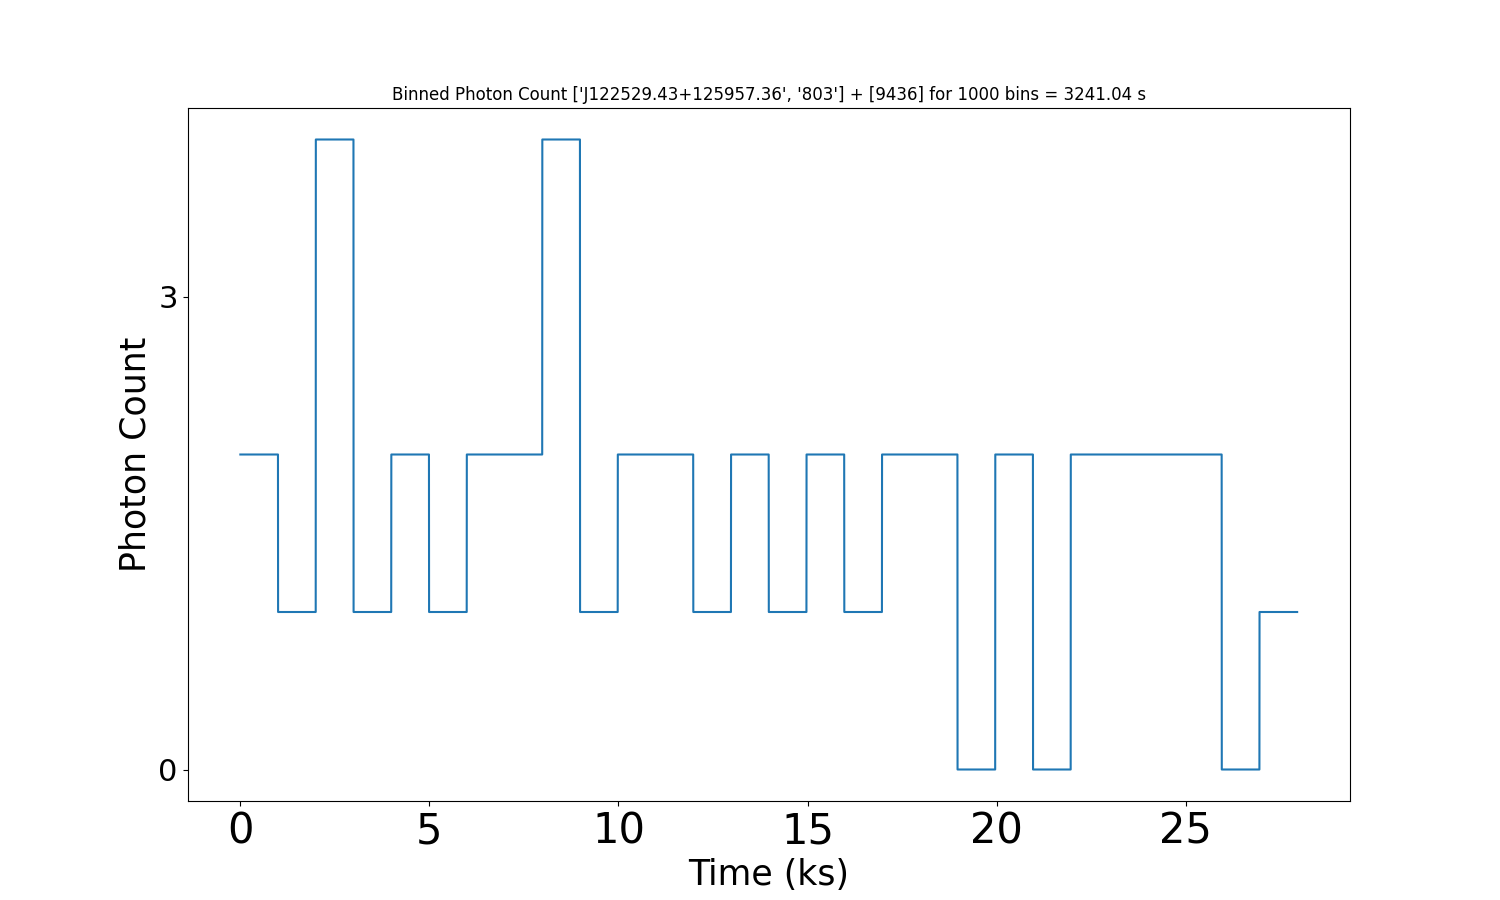 Binned Photon Count ['J122529.43+125957.36', '803'] + [9436] for 1000 bins = 3241.04 s
Photon Count
3
0
0 5 10 15 20 25
Time (ks)